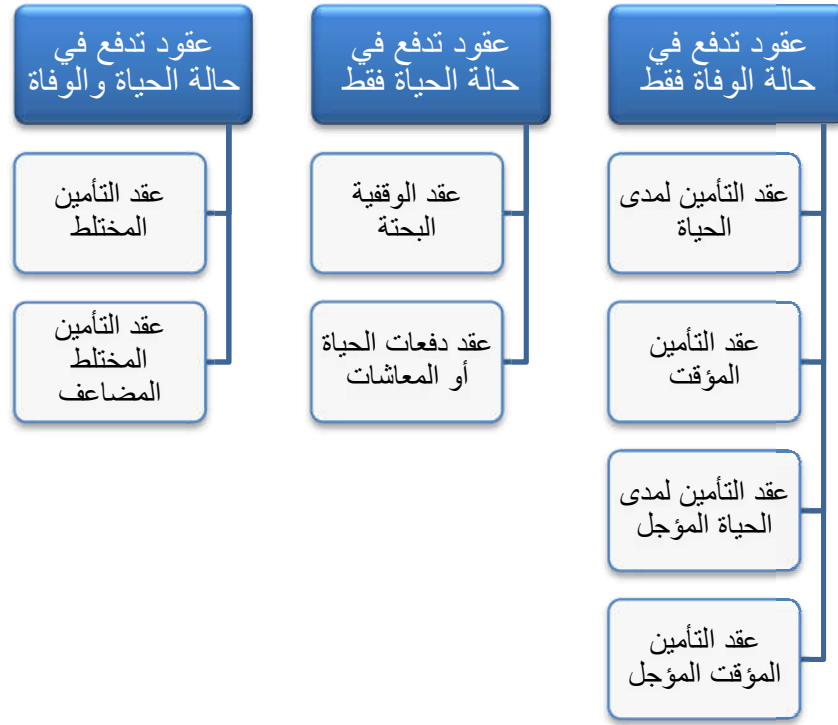 عقود تدفع في
حالة الوفاة فقط
عقد التأمين لمدى
الحياة
عقد التأمين
المؤقت
عقد التأمين لمدى
الحياة المؤجل
عقد التأمين
المؤقت المؤجل
عقود تدفع في
حالة الحياة فقط
عقد الوقفية
البحتة
عقد دفعات الحياة
أو المعاشات
عقود تدفع في
حالة الحياة والوفاة
عقد التأمين
المختلط
عقد التأمين
المختلط
المضاعف